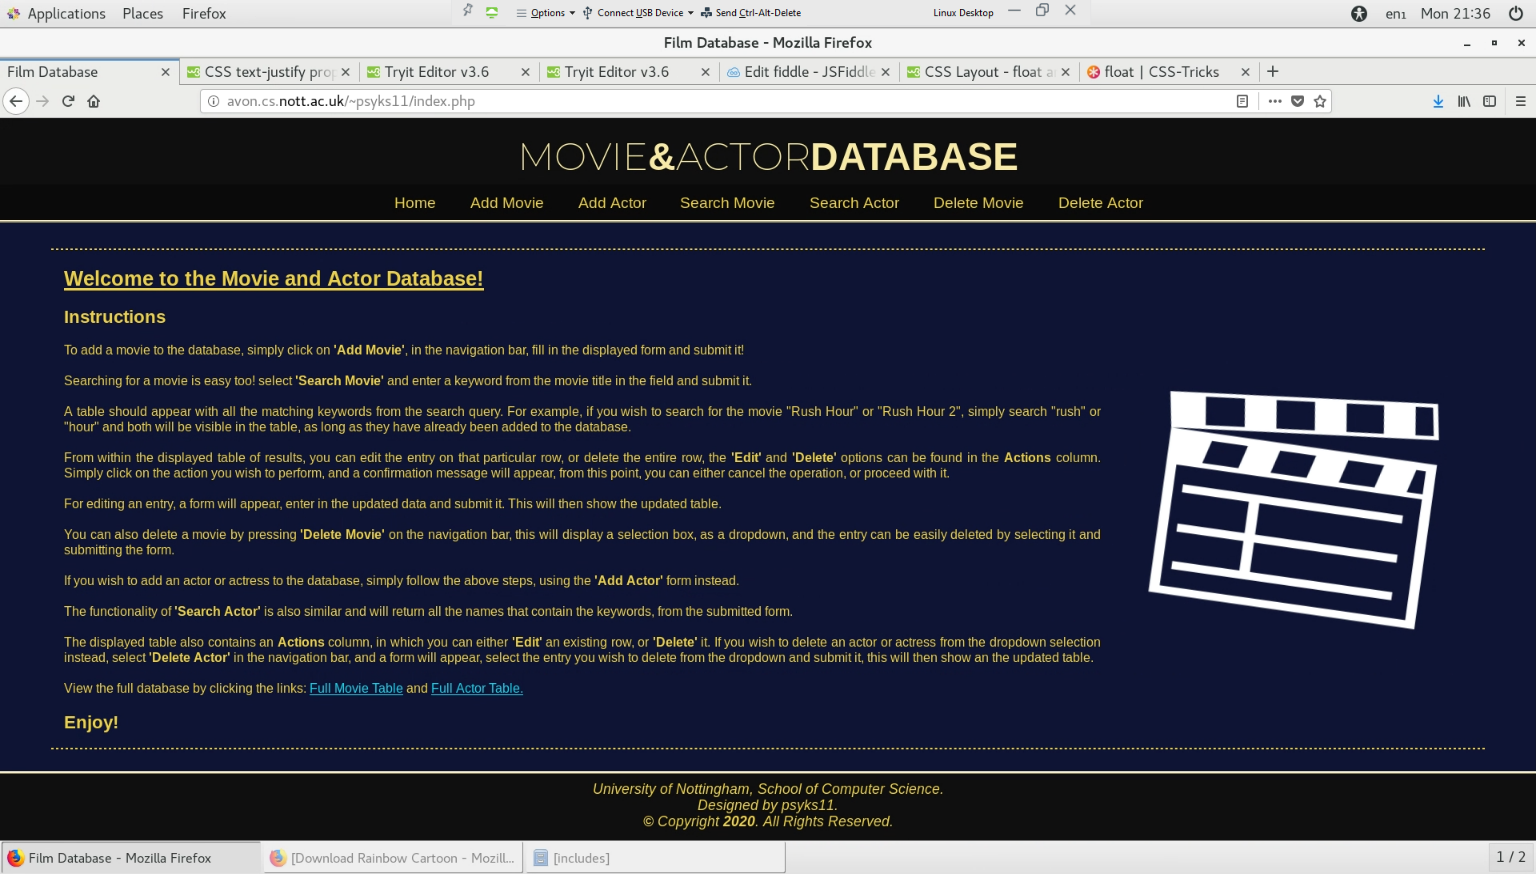 Applications Places Firefox
Options Connect USB Device Send Ctrl-Alt-Delete Linux Desktop
en₁ Mon 21:36
Film Database - Mozilla Firefox
Film Database
CSS text-justify prop
Tryit Editor v3.6
Tryit Editor v3.6
Edit fiddle - JSFiddle
CSS Layout - float a
float | CSS-Tricks
avon.cs.nott.ac.uk/~psyks11/index.php
MOVIE&ACTORDATABASE
Home Add Movie Add Actor Search Movie Search Actor Delete Movie Delete Actor
Welcome to the Movie and Actor Database!
Instructions
To add a movie to the database, simply click on 'Add Movie', in the navigation bar, fill in the displayed form and submit it!
Searching for a movie is easy too! select 'Search Movie' and enter a keyword from the movie title in the field and submit it.
A table should appear with all the matching keywords from the search query. For example, if you wish to search for the movie "Rush Hour" or "Rush Hour 2", simply search "rush" or
"hour" and both will be visible in the table, as long as they have already been added to the database.
From within the displayed table of results, you can edit the entry on that particular row, or delete the entire row, the 'Edit' and 'Delete' options can be found in the Actions column.
Simply click on the action you wish to perform, and a confirmation message will appear, from this point, you can either cancel the operation, or proceed with it.
For editing an entry, a form will appear, enter in the updated data and submit it. This will then show the updated table.
You can also delete a movie by pressing 'Delete Movie' on the navigation bar, this will display a selection box, as a dropdown, and the entry can be easily deleted by selecting it and
submitting the form.
If you wish to add an actor or actress to the database, simply follow the above steps, using the 'Add Actor' form instead.
The functionality of 'Search Actor' is also similar and will return all the names that contain the keywords, from the submitted form.
The displayed table also contains an Actions column, in which you can either 'Edit' an existing row, or 'Delete' it. If you wish to delete an actor or actress from the dropdown selection
instead, select 'Delete Actor' in the navigation bar, and a form will appear, select the entry you wish to delete from the dropdown and submit it, this will then show an the updated table.
View the full database by clicking the links: Full Movie Table and Full Actor Table.
Enjoy!
University of Nottingham, School of Computer Science.
Designed by psyks11.
© Copyright 2020. All Rights Reserved.
Film Database - Mozilla Firefox
[Download Rainbow Cartoon - Mozill...
[includes]
1 / 2